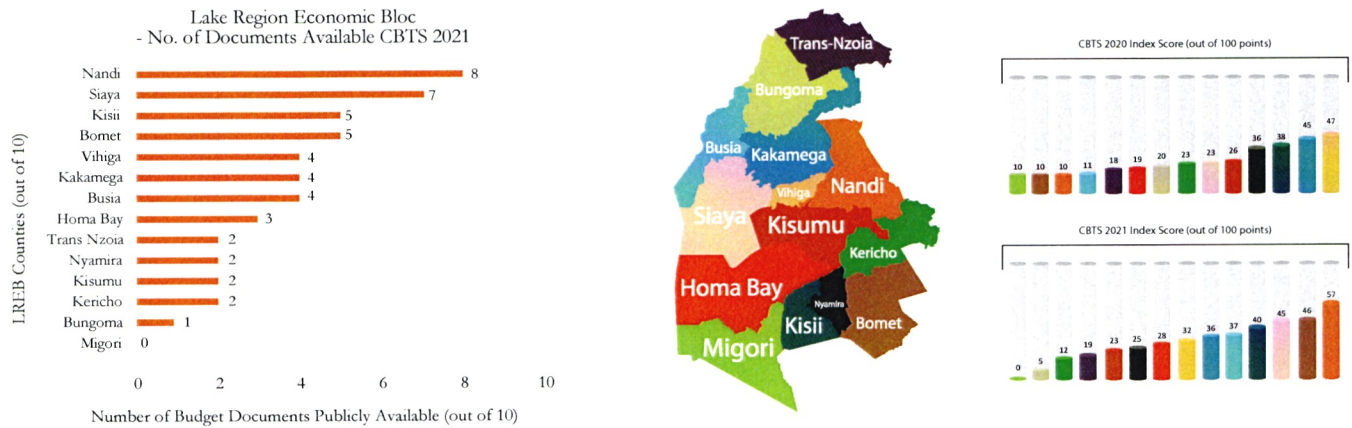 Lake Region Economic Bloc
- No. of Documents Available CBTS 2021
LREB Counties (out of 10)
Nandi 8
Siaya 7
Kisii 5
Bomet 5
Vihiga 4
Kakamega 4
Busia 4
Homa Bay 3
Trans Nzoia 2
Nyamira 2
Kisumu 2
Kericho 2
Bungoma 1
Migori 0
0 2 4 6 8 10
Number of Budget Documents Publicly Available (out of 10)
Trans-Nzoia
Bungoma
Busia
Kakamega
Vihiga
Nandi
Siaya
Kisumu
Kericho
Homa Bay
Nyamira
Kisii
Bomet
Migori
CBTS 2020 Index Score (out of 100 points)
10 10 10 11 18 19 20 23 23 26 36 38 45 47
CBTS 2021 Index Score (out of 100 points)
0 5 12 19 23 25 28 32 36 37 40 45 46 57